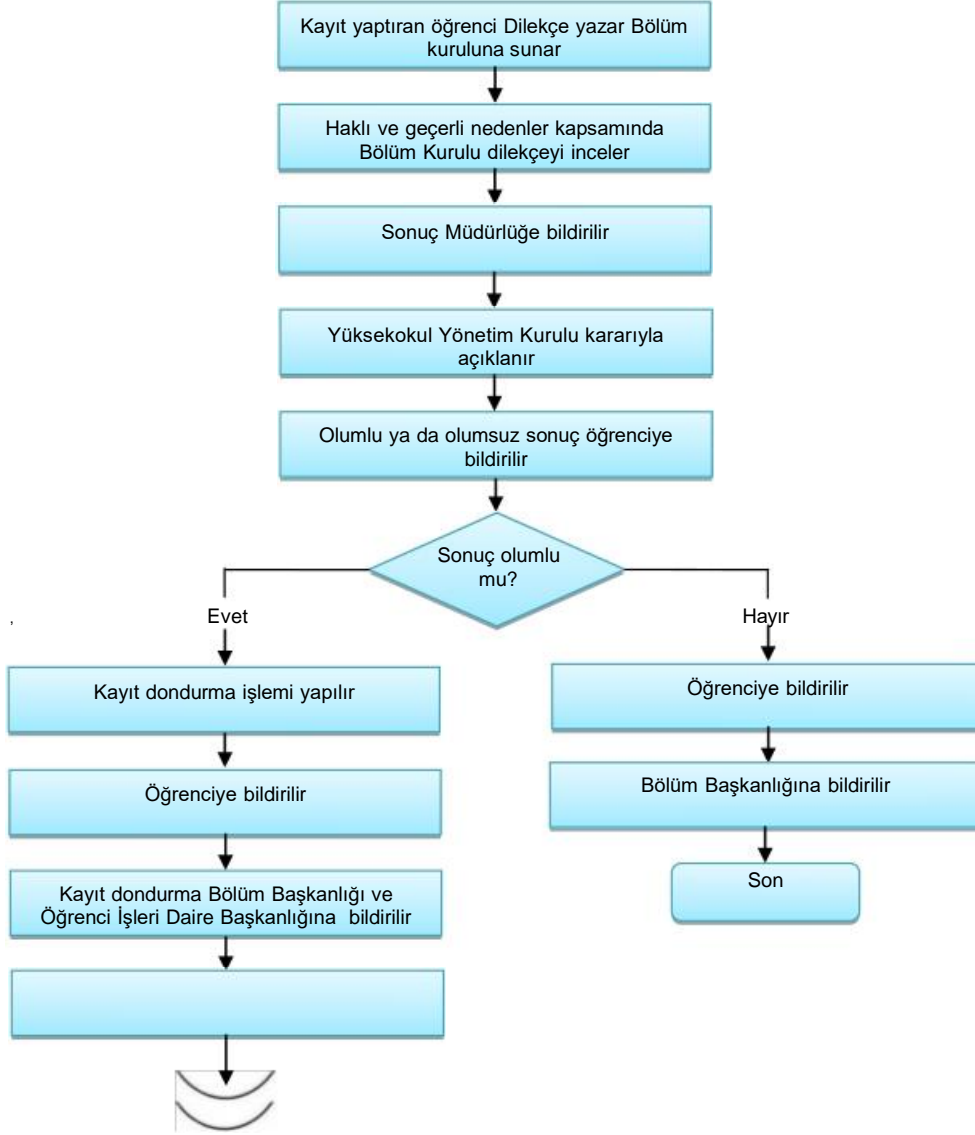 Kayıt yaptıran öğrenci Dilekçe yazar Bölüm
kuruluna sunar
Haklı ve geçerli nedenler kapsamında
Bölüm Kurulu dilekçeyi inceler
Sonuç Müdürlüğe bildirilir
Yüksekokul Yönetim Kurulu kararıyla
açıklanır
Olumlu ya da olumsuz sonuç öğrenciye
bildirilir
Sonuç olumlu
mu?
,
Evet
Hayır
Kayıt dondurma işlemi yapılır
Öğrenciye bildirilir
Öğrenciye bildirilir
Bölüm Başkanlığına bildirilir
Kayıt dondurma Bölüm Başkanlığı ve
Öğrenci İşleri Daire Başkanlığına bildirilir
Son